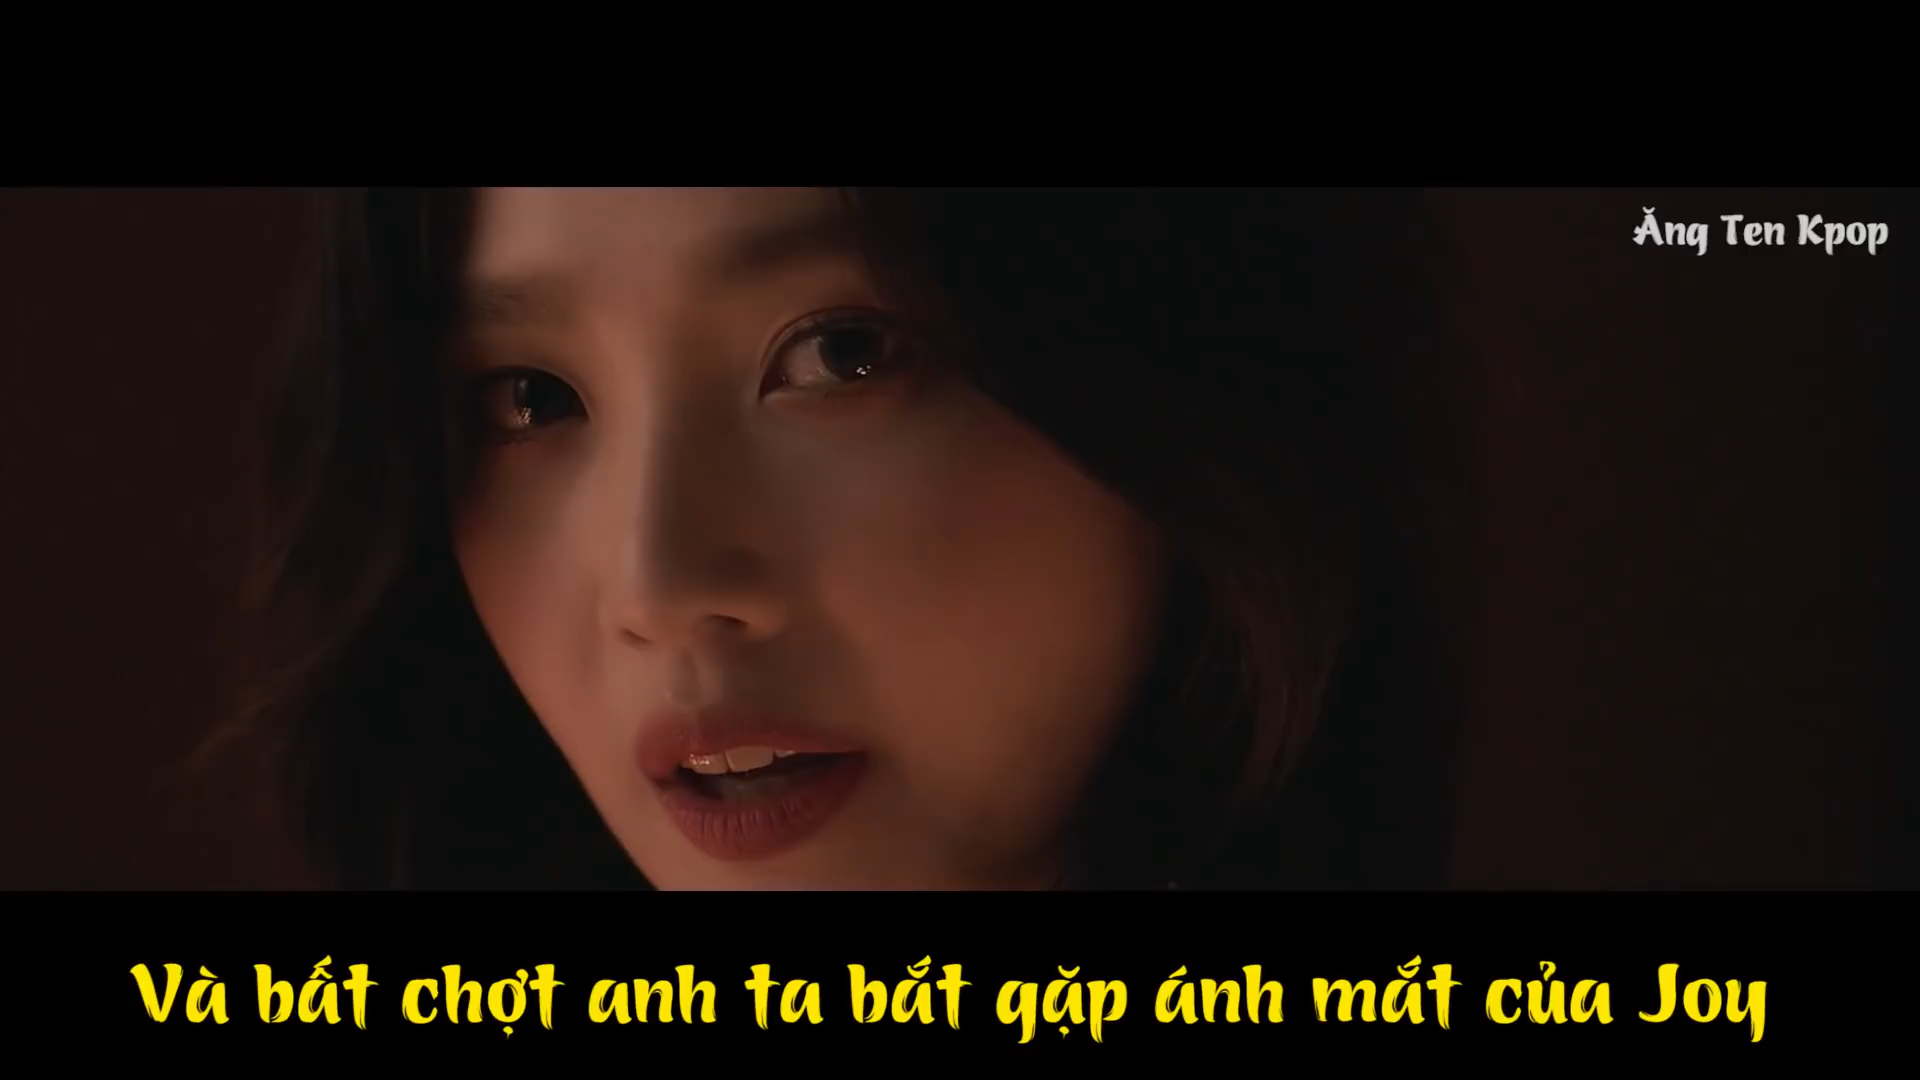 Ăng Ten Kpop
Và bất chợt anh ta bắt gặp ánh mắt của Joy